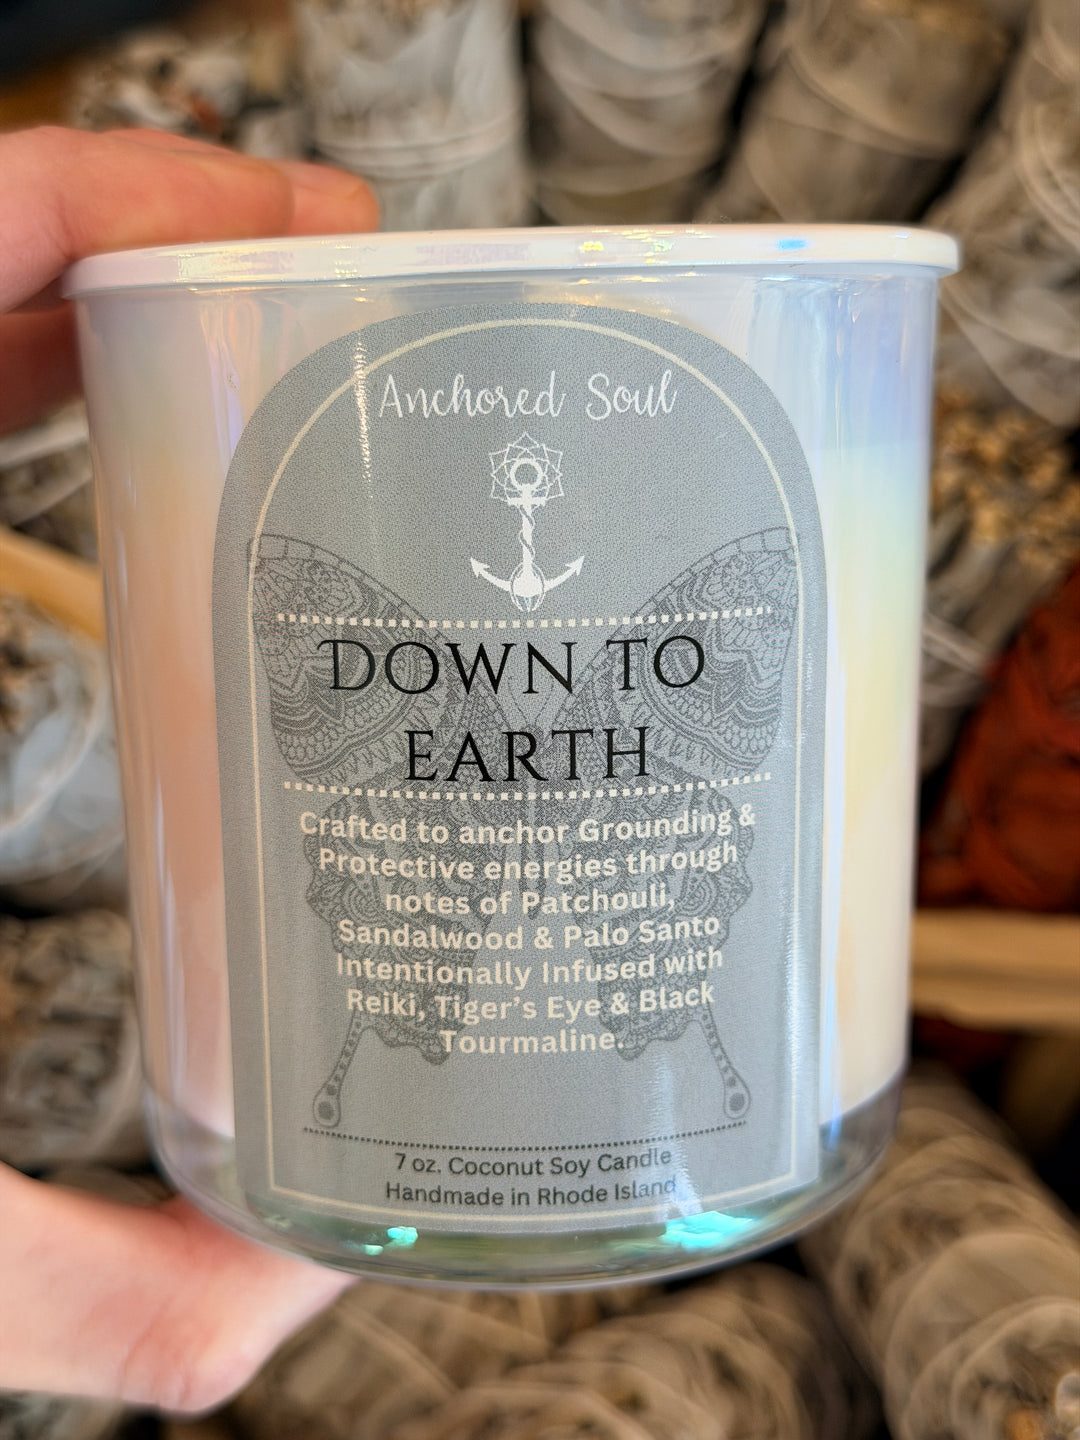 Anchored Soul
DOWN TO
EARTH
Crafted to anchor Grounding &
Protective energies through
notes of Patchouli,
Sandalwood & Palo Santo
Intentionally Infused with
Reiki, Tiger's Eye & Black
Tourmaline.
7 oz. Coconut Soy Candle
Handmade in Rhode Island